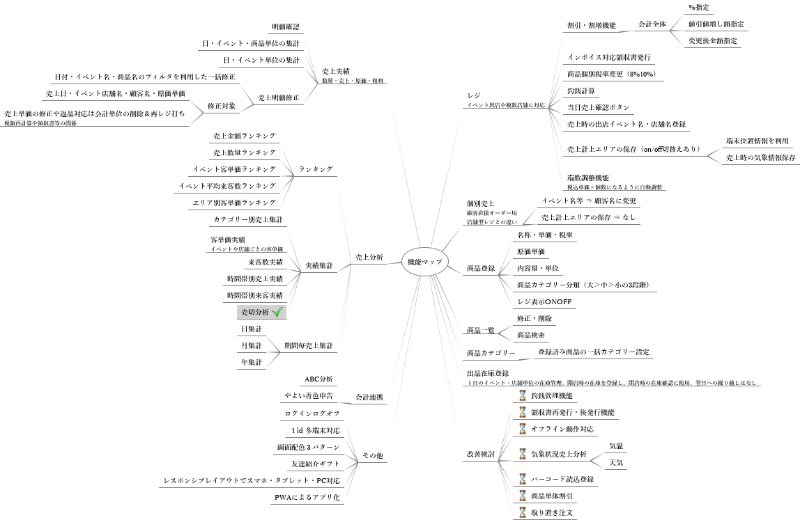 機能マップ
レジ
イベント出店や複数店舗に対応
割引・割増機能
会計全体
%指定
値引値増し額指定
変更後金額指定
インボイス対応領収書発行
商品個別税率変更（8%10%）
釣銭計算
当日売上確認ボタン
売上時の出店イベント名・店舗名登録
売上計上エリアの保存（on/off切替えあり）
端末位置情報を利用
売上時の気象情報保存
端数調整機能
税込単価×個数になるように自動調整
個別売上
顧客直接オーダー用
店舗型レジとの違い
イベント名等 ⇒ 顧客名に変更
売上計上エリアの保存 ⇒ なし
商品登録
名称・単価・税率
原価単価
内容量・単位
商品カテゴリー分類（大＞中＞小の3段階）
レジ表示ONOFF
商品一覧
修正・削除
商品検索
商品カテゴリー
登録済み商品の一括カテゴリー設定
出品在庫登録
１日のイベント・店舗単位の在庫管理。開店時の在庫を登録し、閉店時の在庫確認に使用。翌日への繰り越しはなし
改善検討
釣銭管理機能
領収書再発行・後発行機能
オフライン動作対応
気象状況売上分析
気温
天気
バーコード読込登録
商品単体割引
取り置き注文
売上分析
売上実績
数量・売上・原価・粗利
明細確認
日・イベント・商品単位の集計
日・イベント単位の集計
売上明細修正
日付・イベント名・商品名のフィルタを利用した一括修正
修正対象
売上日・イベント店舗名・顧客名・原価単価
売上単価の修正や返品対応は会計単位の削除＆再レジ打ち
税額再計算や領収書等の関係
ランキング
売上金額ランキング
売上数量ランキング
イベント客単価ランキング
イベント平均来客数ランキング
エリア別客単価ランキング
実績集計
カテゴリー別売上集計
客単価実績
イベントや店舗ごとの客単価
来客数実績
時間帯別売上実績
時間帯別来客実績
売切分析
期間毎売上集計
日集計
月集計
年集計
ABC分析
会計連携
やよい青色申告
その他
ログインログオフ
１id 多端末対応
画面配色３パターン
友達紹介ギフト
レスポンシブレイアウトでスマホ・タブレット・PC対応
PWAによるアプリ化